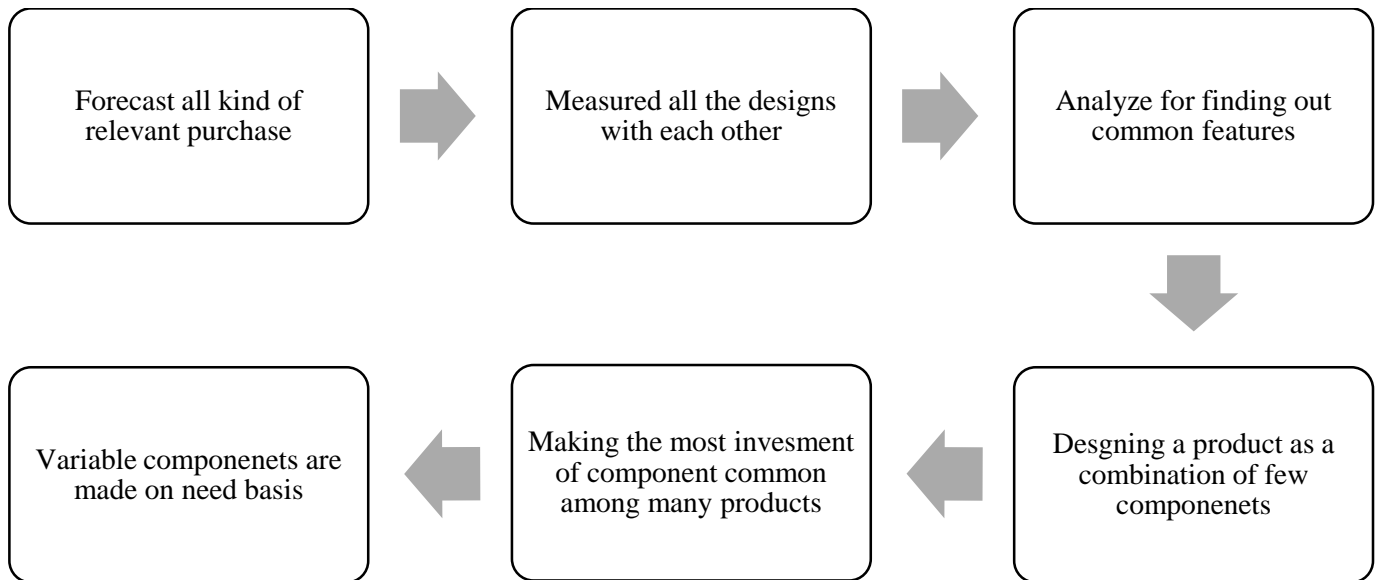 Forecast all kind of
relevant purchase
Measured all the designs
with each other
Analyze for finding out
common features
Desgning a product as a
combination of few
componenets
Making the most invesment
of component common
among many products
Variable componenets are
made on need basis